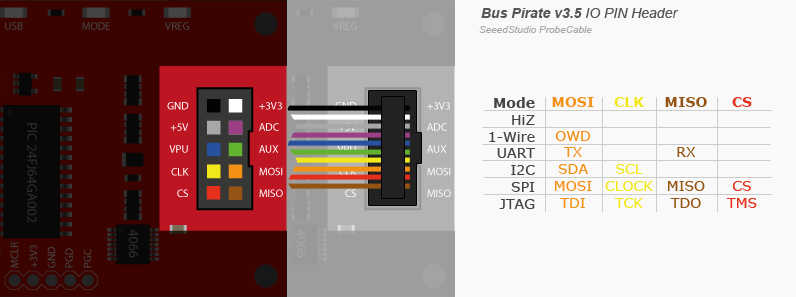 USB MODE VREG
PIC 24FJ64GA002
4066
MCLR
+3V3
GND
PGD
PGC
GND +3V3
+5V ADC
VPU AUX
CLK MOSI
CS MISO
VREG
GND +3V3
ADC
VPU AUX
CLK MOSI
CS MISO
4066
Bus Pirate v3.5 IO PIN Header
SeeedStudio ProbeCable
Mode MOSI CLK MISO CS
HiZ
1-Wire OWD
UART TX RX
I2C SDA SCL
SPI MOSI CLOCK MISO CS
JTAG TDI TCK TDO TMS